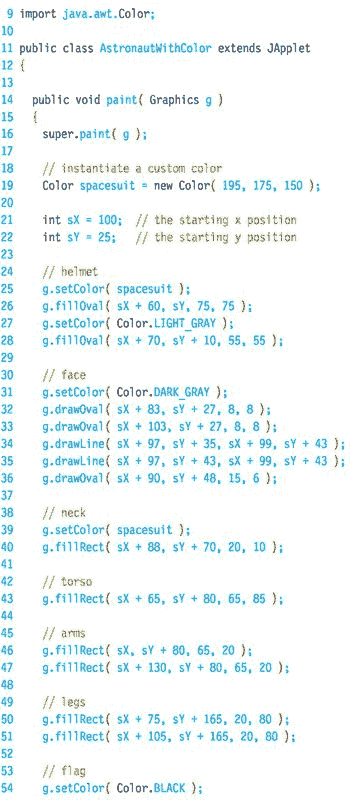 9 import java.awt.Color;
10
11 public class AstronautWithColor extends JApplet
12 {
13
14 public void paint( Graphics g )
15 {
16 super.paint( g );
17
18 // instantiate a custom color
19 Color spacesuit = new Color( 195, 175, 150 );
20
21 int sX = 100; // the starting x position
22 int sY = 25; // the starting y position
23
24 // helmet
25 g.setColor( spacesuit );
26 g.fillOval( sX + 60, sY, 75, 75 );
27 g.setColor( Color.LIGHT_GRAY );
28 g.fillOval( sX + 70, sY + 10, 55, 55 );
29
30 // face
31 g.setColor( Color.DARK_GRAY );
32 g.drawOval( sX + 83, sY + 27, 8, 8 );
33 g.drawOval( sX + 103, sY + 27, 8, 8 );
34 g.drawLine( sX + 97, sY + 35, sX + 99, sY + 43 );
35 g.drawLine( sX + 97, sY + 43, sX + 99, sY + 43 );
36 g.drawOval( sX + 90, sY + 48, 15, 6 );
37
38 // neck
39 g.setColor( spacesuit );
40 g.fillRect( sX + 88, sY + 70, 20, 10 );
41
42 // torso
43 g.fillRect( sX + 65, sY + 80, 65, 85 );
44
45 // arms
46 g.fillRect( sX, sY + 80, 65, 20 );
47 g.fillRect( sX + 130, sY + 80, 65, 20 );
48
49 // legs
50 g.fillRect( sX + 75, sY + 165, 20, 80 );
51 g.fillRect( sX + 105, sY + 165, 20, 80 );
52
53 // flag
54 g.setColor( Color.BLACK );